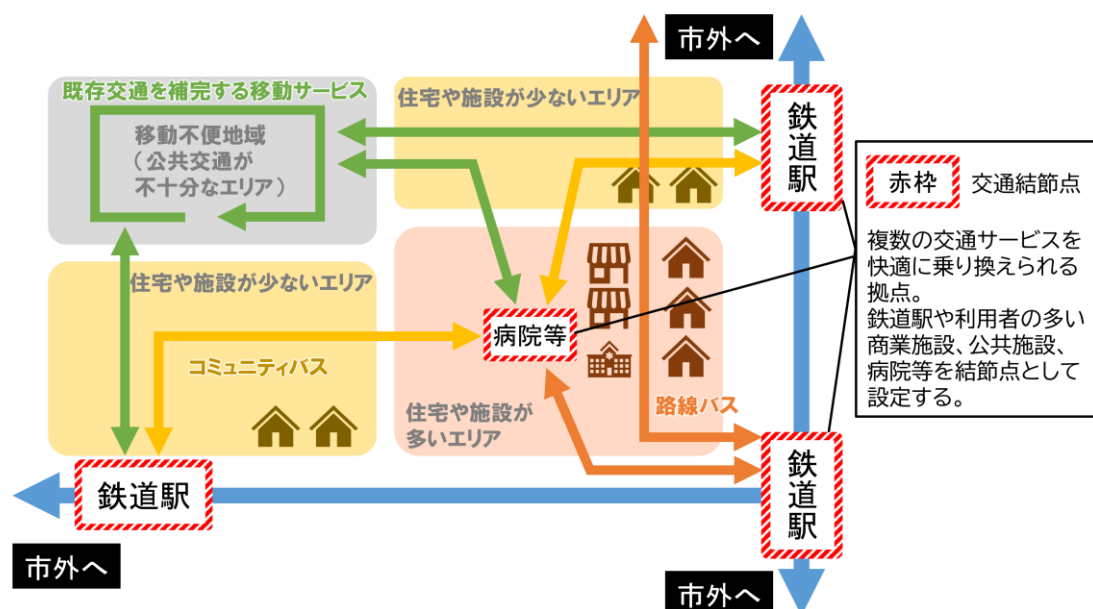 市外へ
既存交通を補完する移動サービス
移動不便地域
（公共交通が
不十分なエリア）
住宅や施設が少ないエリア
鉄道駅
赤枠
交通結節点
複数の交通サービスを
快適に乗り換えられる
拠点。
鉄道駅や利用者の多い
商業施設、公共施設、
病院等を結節点として
設定する。
住宅や施設が少ないエリア
病院等
コミュニティバス
路線バス
住宅や施設が
多いエリア
鉄道駅
鉄道駅
市外へ
市外へ